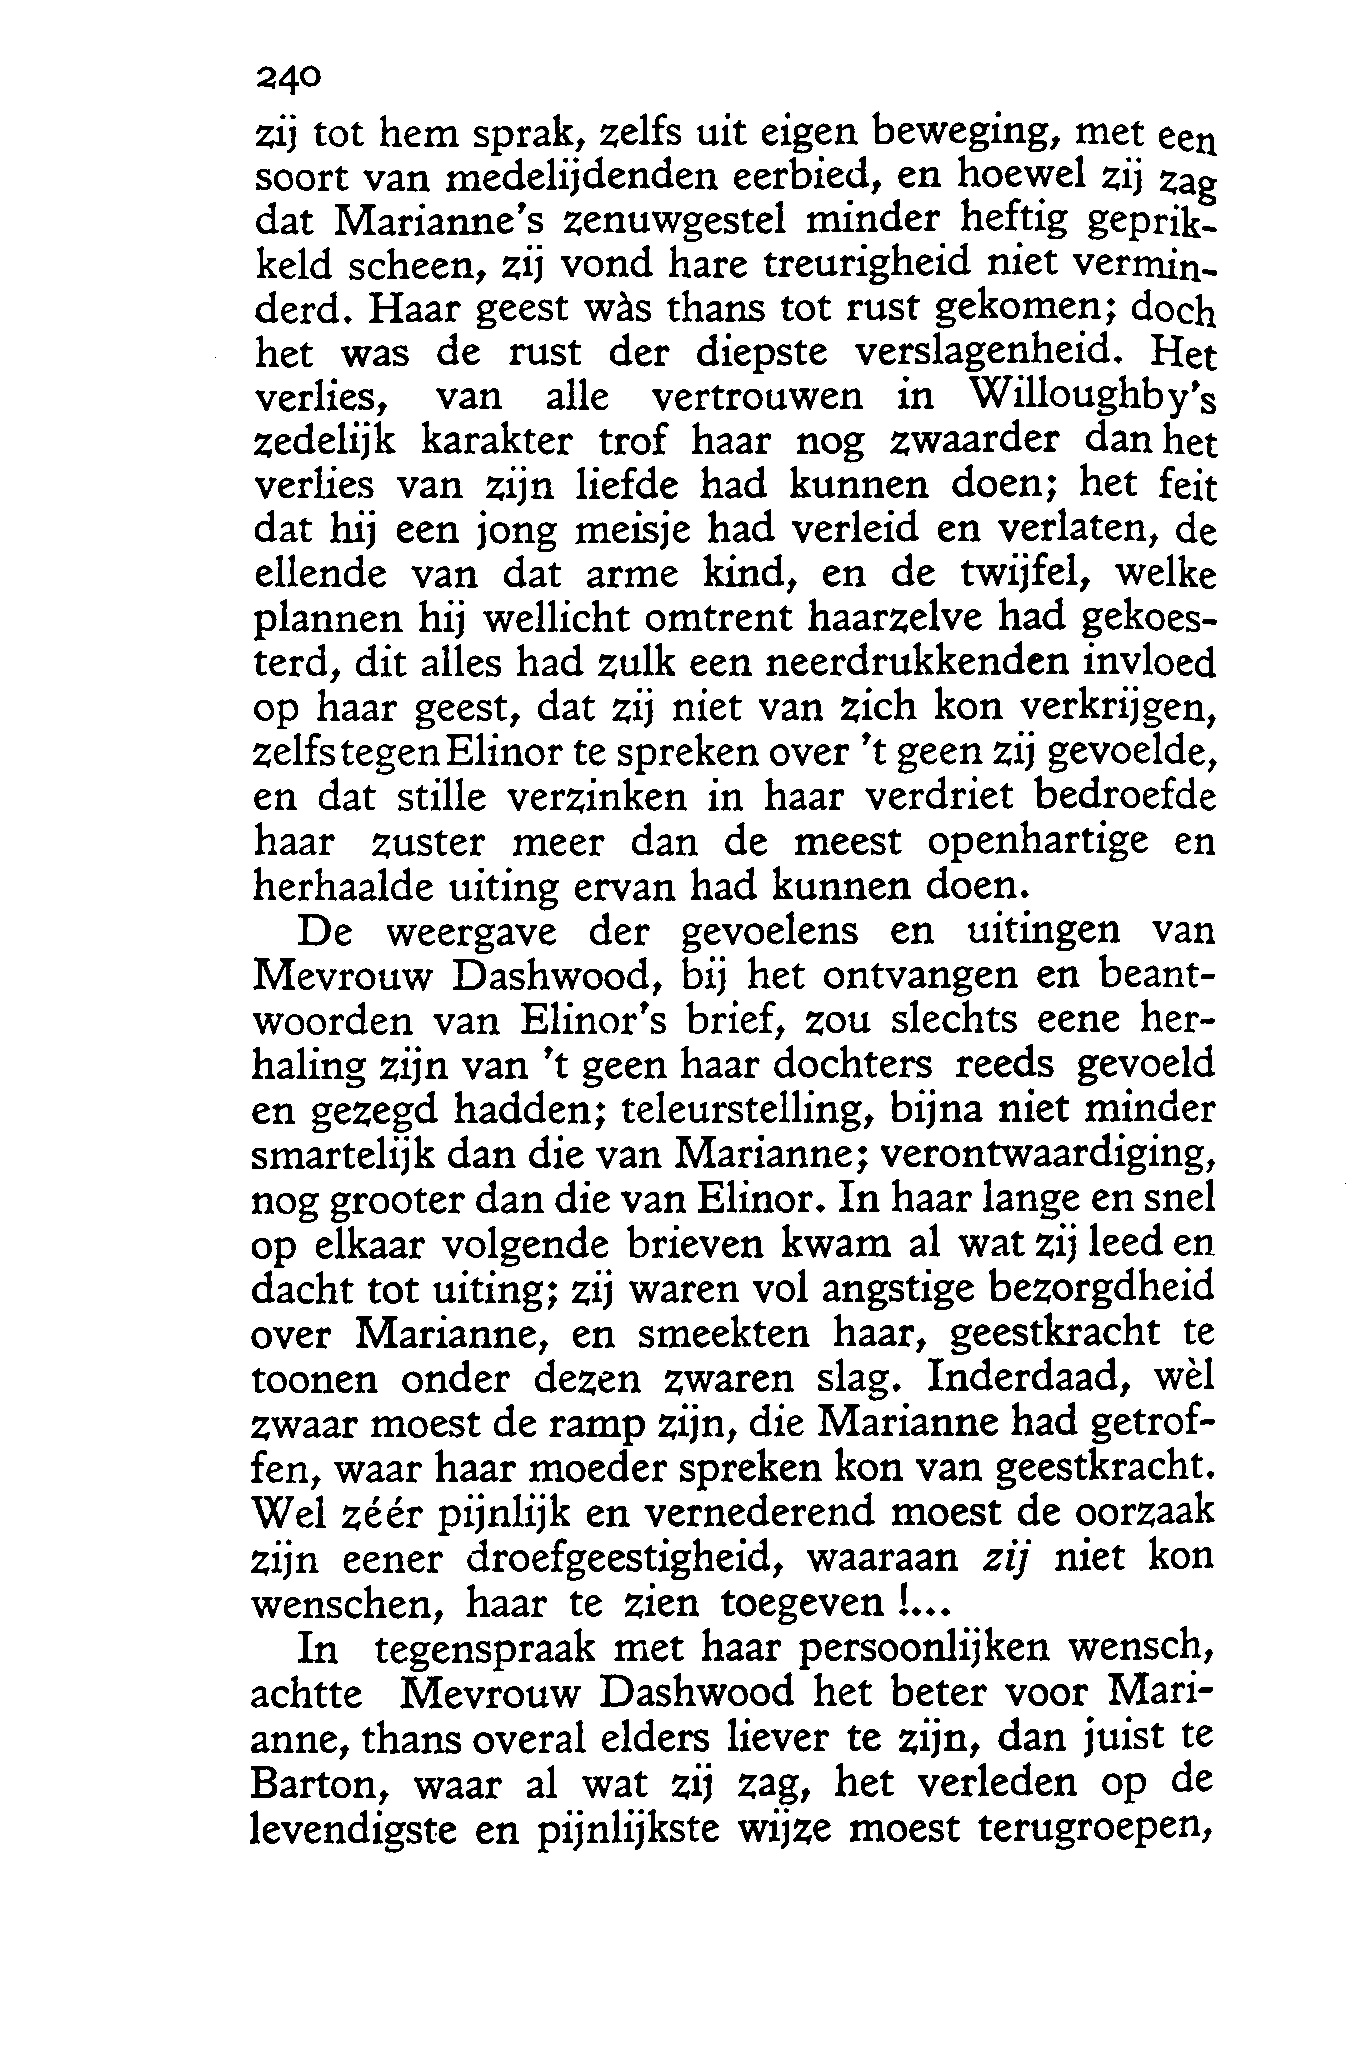 240
zij tot hem sprak, zelfs uit eigen beweging, met een
soort van medelijdenden eerbied, en hoewel zij zag
dat Marianne's zenuwgestel minder heftig geprik-
keld scheen, zij vond hare treurigheid niet vermin-
derd. Haar geest wàs thans tot rust gekomen; doch
het was de rust der diepste verslagenheid. Het
verlies, van alle vertrouwen in Willoughby's
zedelijk karakter trof haar nog zwaarder dan het
verlies van zijn liefde had kunnen doen; het feit
dat hij een jong meisje had verleid en verlaten, de
ellende van dat arme kind, en de twijfel, welke
plannen hij wellicht omtrent haarzelve had gekoes-
terd, dit alles had zulk een neerdrukkenden invloed
op haar geest, dat zij niet van zich kon verkrijgen,
zelfs tegen Elinor te spreken over 't geen zij gevoelde,
en dat stille verzinken in haar verdriet bedroefde
haar zuster meer dan de meest openhartige en
herhaalde uiting ervan had kunnen doen.
De weergave der gevoelens en uitingen van
Mevrouw Dashwood, bij het ontvangen en beant-
woorden van Elinor's brief, zou slechts eene her-
haling zijn van 't geen haar dochters reeds gevoeld
en gezegd hadden; teleurstelling, bijna niet minder
smartelijk dan die van Marianne; verontwaardiging,
nog grooter dan die van Elinor. In haar lange en snel
op elkaar volgende brieven kwam al wat zij leed en
dacht tot uiting; zij waren vol angstige bezorgdheid
over Marianne, en smeekten haar, geestkracht te
toonen onder dezen zwaren slag. Inderdaad, wèl
zwaar moest de ramp zijn, die Marianne had getrof-
fen, waar haar moeder spreken kon van geestkracht.
Wel zéér pijnlijk en vernederend moest de oorzaak
zijn eener droefgeestigheid, waaraan zij niet kon
wenschen, haar te zien toegeven !...
In tegenspraak met haar persoonlijken wensch,
achtte Mevrouw Dashwood het beter voor Mari-
anne, thans overal elders liever te zijn, dan juist te
Barton, waar al wat zij zag, het verleden op de
levendigste en pijnlijkste wijze moest terugroepen,